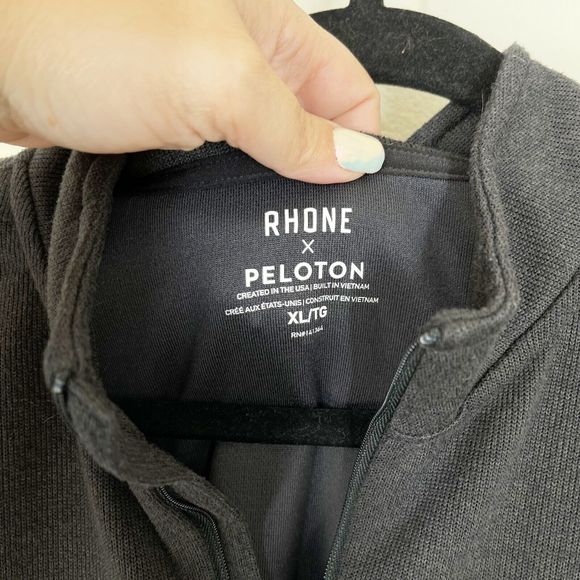 RHONE
X
PELOTON
CREATED IN THE USA | BUILT IN VIETNAM
CRÉÉ AUX ÉTATS-UNIS | CONSTRUIT EN VIETNAM
XL/TG